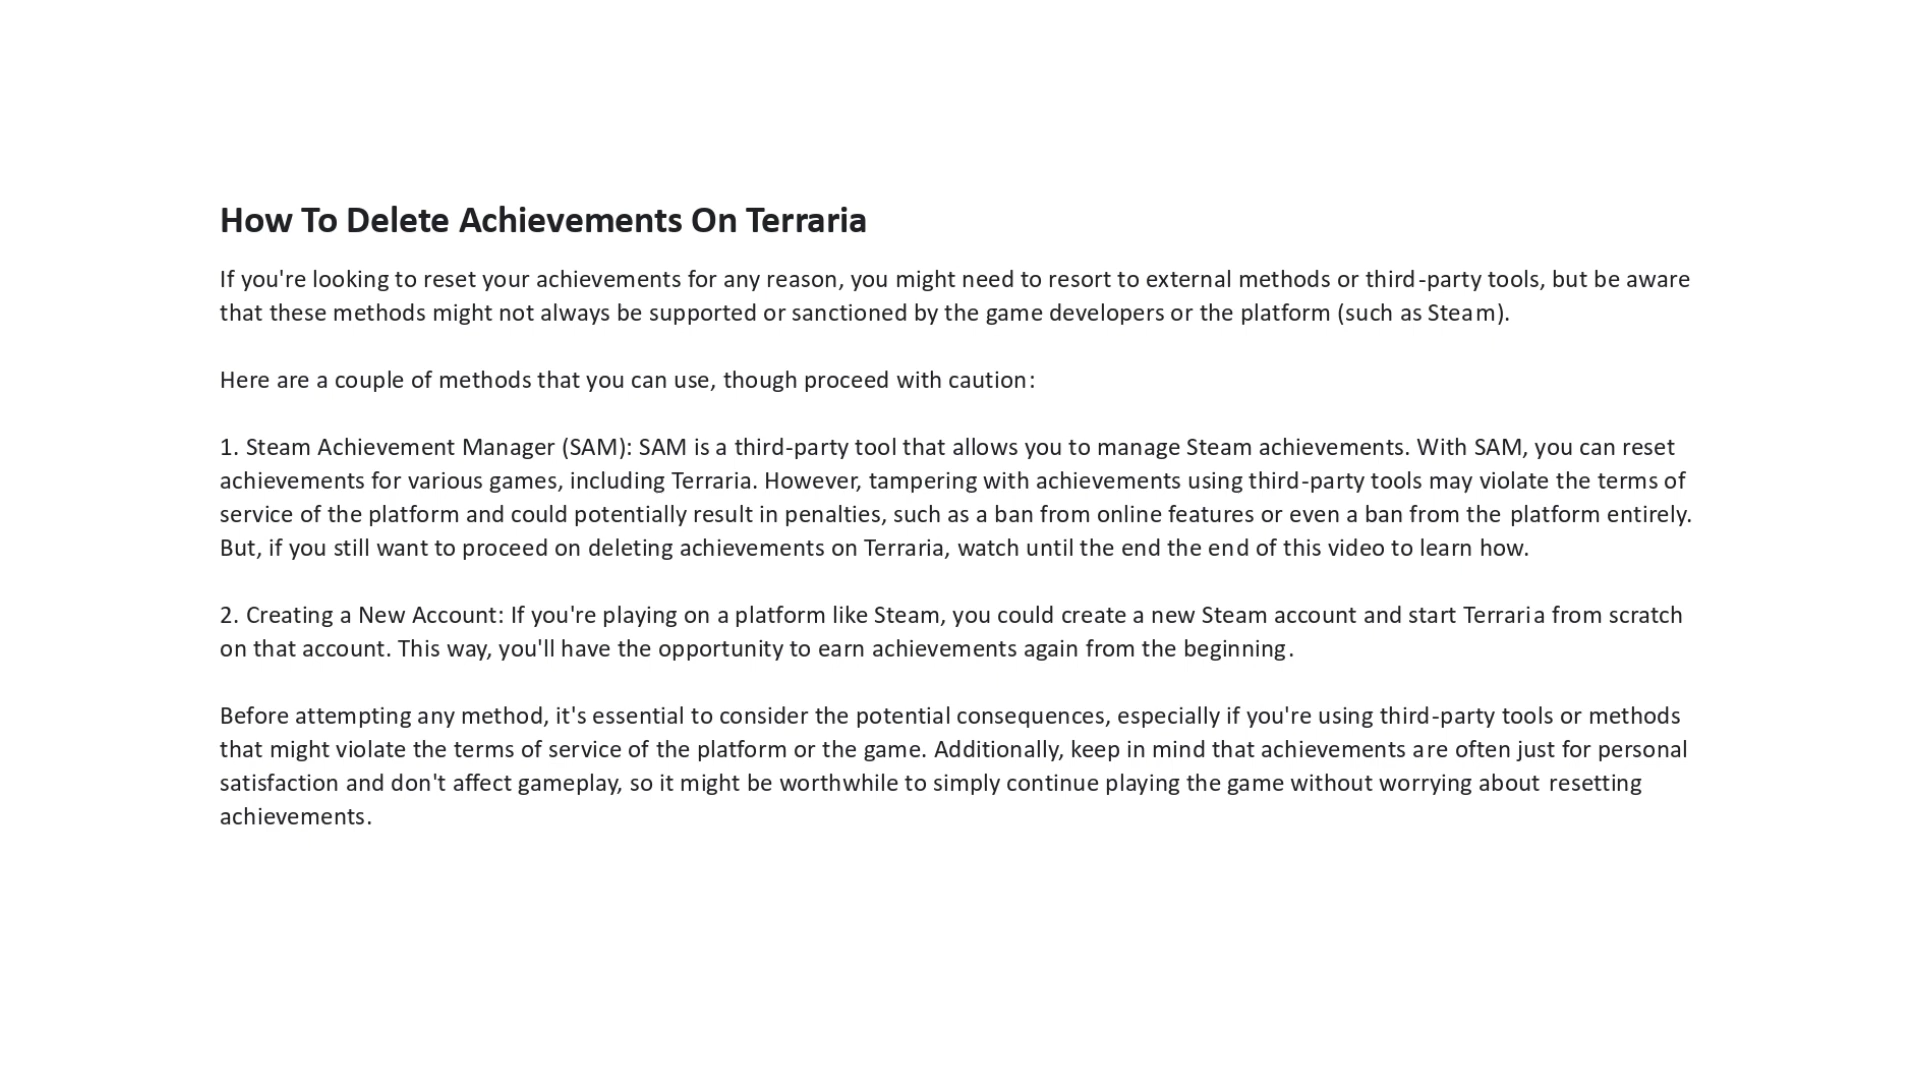 How To Delete Achievements On Terraria
If you're looking to reset your achievements for any reason, you might need to resort to external methods or third-party tools, but be aware
that these methods might not always be supported or sanctioned by the game developers or the platform (such as Steam).
Here are a couple of methods that you can use, though proceed with caution:
1. Steam Achievement Manager (SAM): SAM is a third-party tool that allows you to manage Steam achievements. With SAM, you can reset
achievements for various games, including Terraria. However, tampering with achievements using third-party tools may violate the terms of
service of the platform and could potentially result in penalties, such as a ban from online features or even a ban from the platform entirely.
But, if you still want to proceed on deleting achievements on Terraria, watch until the end the end of this video to learn how.
2. Creating a New Account: If you're playing on a platform like Steam, you could create a new Steam account and start Terraria from scratch
on that account. This way, you'll have the opportunity to earn achievements again from the beginning.
Before attempting any method, it's essential to consider the potential consequences, especially if you're using third-party tools or methods
that might violate the terms of service of the platform or the game. Additionally, keep in mind that achievements are often just for personal
satisfaction and don't affect gameplay, so it might be worthwhile to simply continue playing the game without worrying about resetting
achievements.